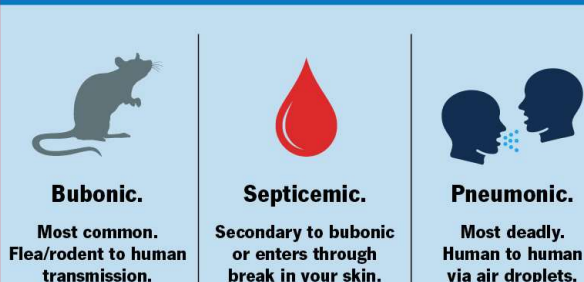 Bubonic.
Most common.
Flea/rodent to human
transmission.
Septicemic.
Secondary to bubonic
or enters through
break in your skin.
Pneumonic.
Most deadly.
Human to human
via air droplets.